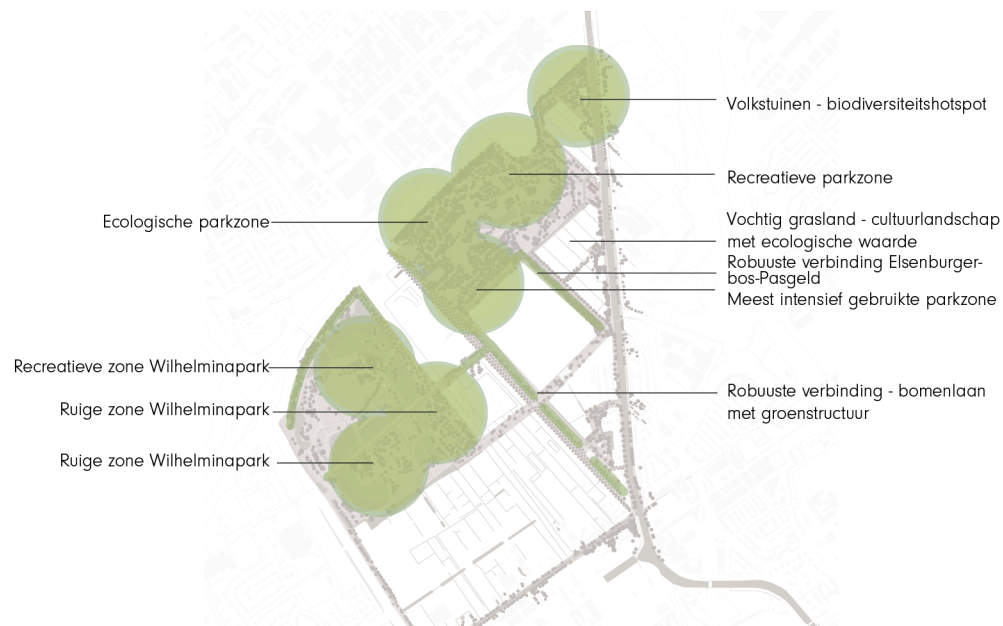 Volkstuinen - biodiversiteitshotspot
Recreatieve parkzone
Ecologische parkzone
Vochtig grasland - cultuurlandschap
met ecologische waarde
Robuuste verbinding Elsenburger-
bos-Pasgeld
Meest intensief gebruikte parkzone
Recreatieve zone Wilhelminapark
Ruige zone Wilhelminapark
Robuuste verbinding - bomenlaan
met groenstructuur
Ruige zone Wilhelminapark